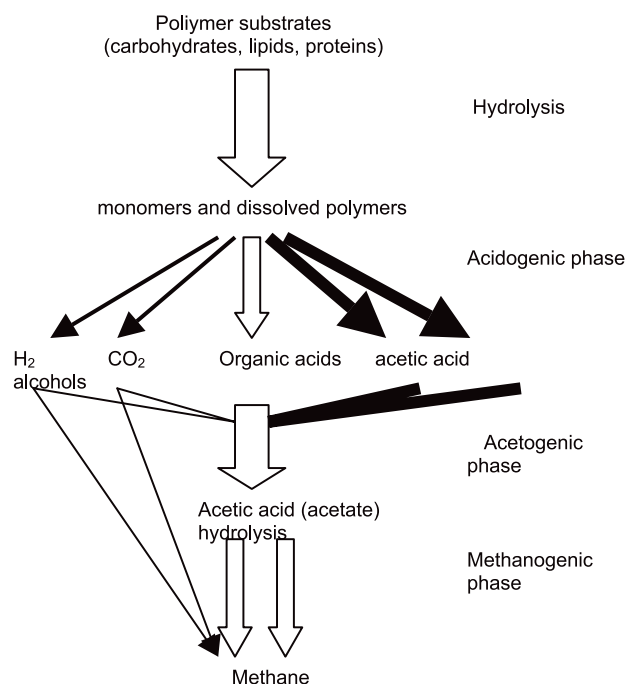 Poliymer substrates
(carbohydrates, lipids, proteins)
Hydrolysis
monomers and dissolved polymers
Acidogenic phase
H₂ CO₂ Organic acids acetic acid
alcohols
Acetogenic
phase
Acetic acid (acetate)
hydrolysis
Methanogenic
phase
Methane